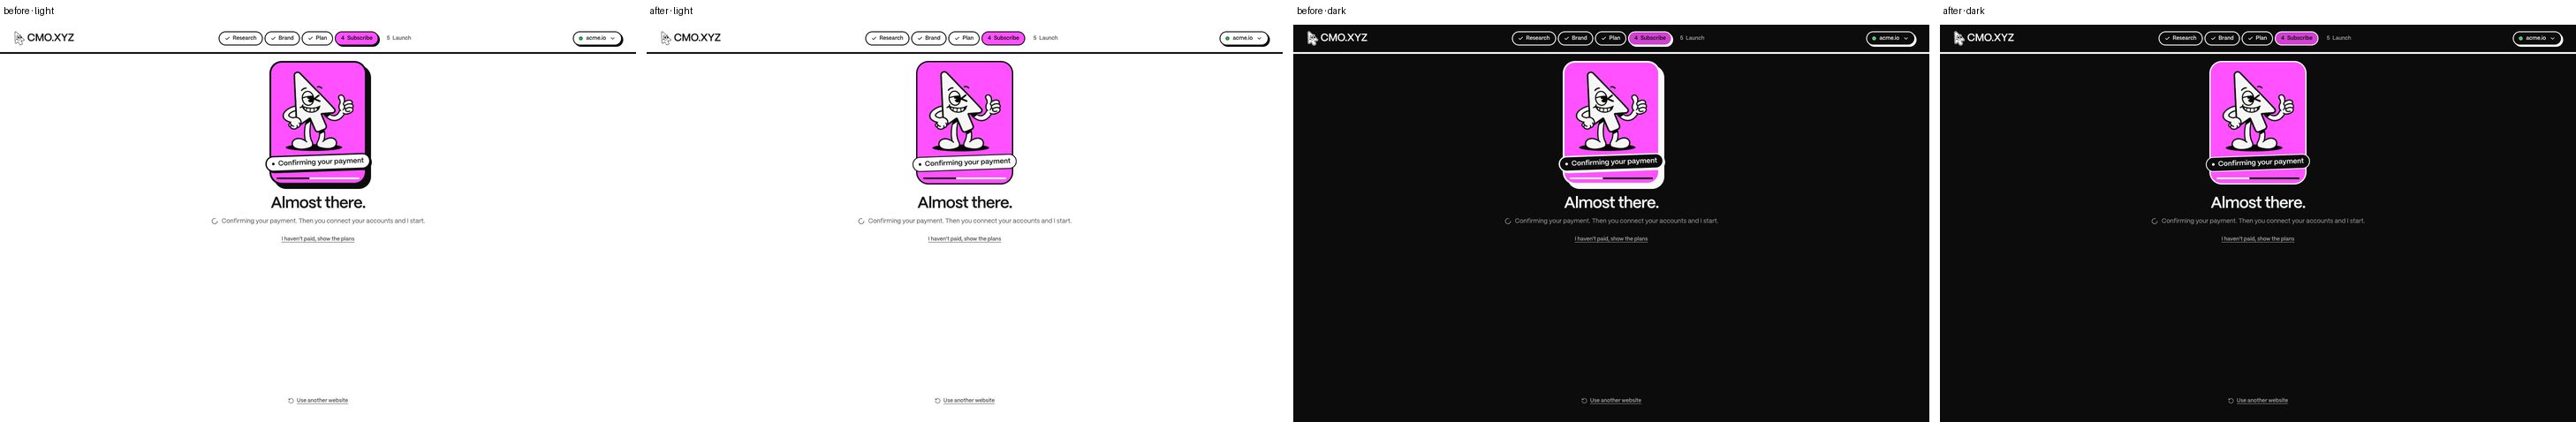 before·light
CMO.XYZ
Research Brand Plan 4 Subscribe 5 Launch
acme.io
Confirming your payment
Almost there.
Confirming your payment. Then you connect your accounts and I start.
I haven't paid, show the plans
Use another website
after·light
CMO.XYZ
Research Brand Plan 4 Subscribe 5 Launch
acme.io
Confirming your payment
Almost there.
Confirming your payment. Then you connect your accounts and I start.
I haven't paid, show the plans
Use another website
before·dark
CMO.XYZ
Research Brand Plan 4 Subscribe 5 Launch
acme.io
Confirming your payment
Almost there.
Confirming your payment. Then you connect your accounts and I start.
I haven't paid, show the plans
Use another website
after·dark
CMO.XYZ
Research Brand Plan 4 Subscribe 5 Launch
acme.io
Confirming your payment
Almost there.
Confirming your payment. Then you connect your accounts and I start.
I haven't paid, show the plans
Use another website